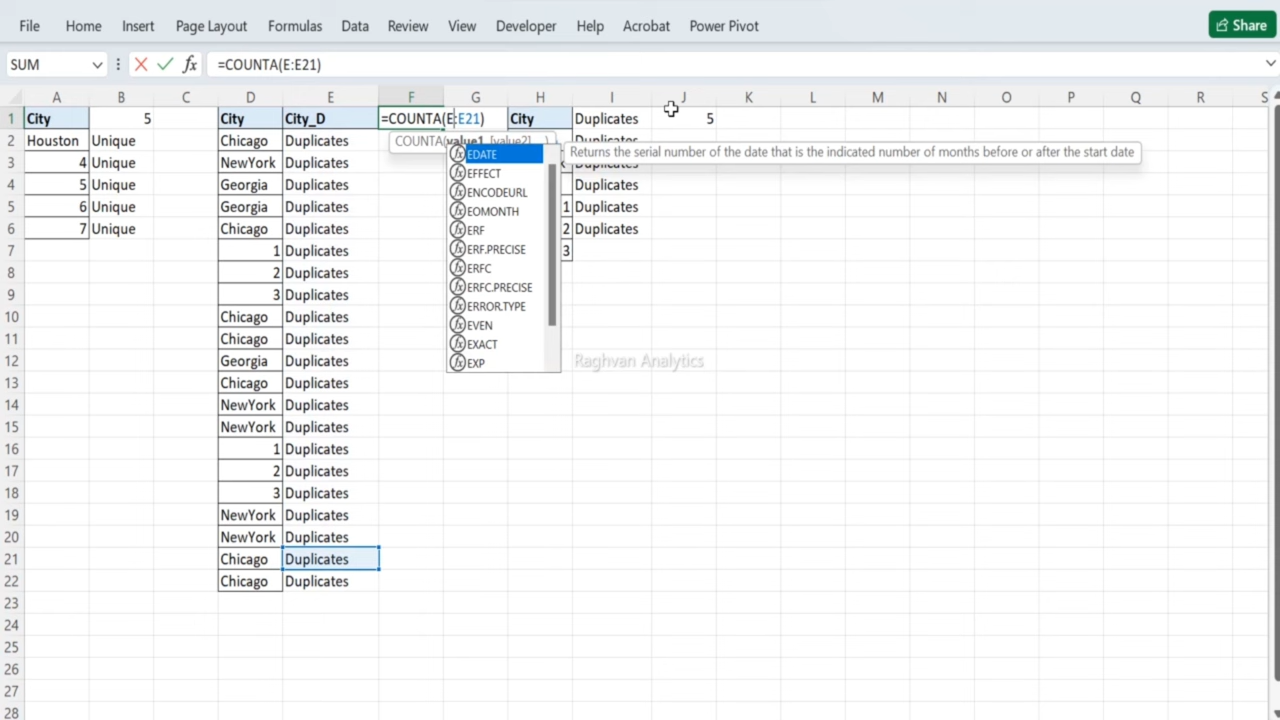 File Home Insert Page Layout Formulas Data Review View Developer Help Acrobat Power Pivot Share
SUM fx =COUNTA(E:E21)
A B C D E F G H I J K L M N O P Q R S
1 City 5 City City_D =COUNTA(E:E21) City Duplicates 5
2 Houston Unique Chicago Duplicates COUNTA(value1, [value2], ...) Duplicates
EDATE Returns the serial number of the date that is the indicated number of months before or after the start date
3 4 Unique NewYork Duplicates
EFFECT
4 5 Unique Georgia Duplicates Duplicates
ENCODEURL
5 6 Unique Georgia Duplicates EOMONTH 1 Duplicates
6 7 Unique Chicago Duplicates ERF 2 Duplicates
7 1 Duplicates ERF.PRECISE 3
8 2 Duplicates ERFC
9 3 Duplicates ERFC.PRECISE
10 Chicago Duplicates ERROR.TYPE
11 Chicago Duplicates EVEN
EXACT
12 Georgia Duplicates EXP Raghvan Analytics
13 Chicago Duplicates
14 NewYork Duplicates
15 NewYork Duplicates
16 1 Duplicates
17 2 Duplicates
18 3 Duplicates
19 NewYork Duplicates
20 NewYork Duplicates
21 Chicago Duplicates
22 Chicago Duplicates
23
24
25
26
27
28